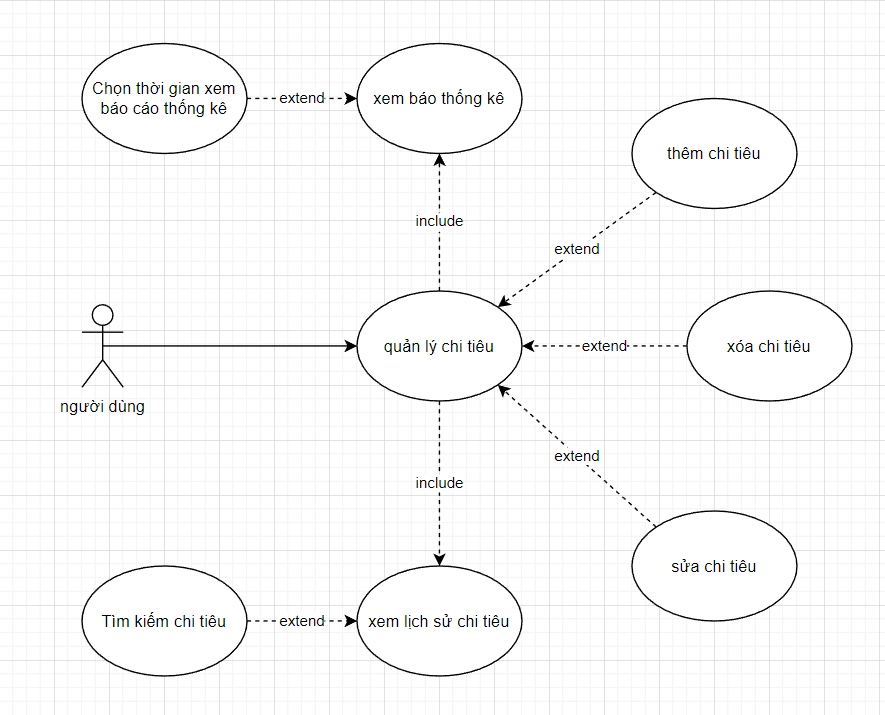 Chọn thời gian xem
báo cáo thống kê
extend
xem báo thống kê
thêm chi tiêu
include
extend
người dùng
quản lý chi tiêu
extend
xóa chi tiêu
extend
include
sửa chi tiêu
Tìm kiếm chi tiêu
extend
xem lịch sử chi tiêu